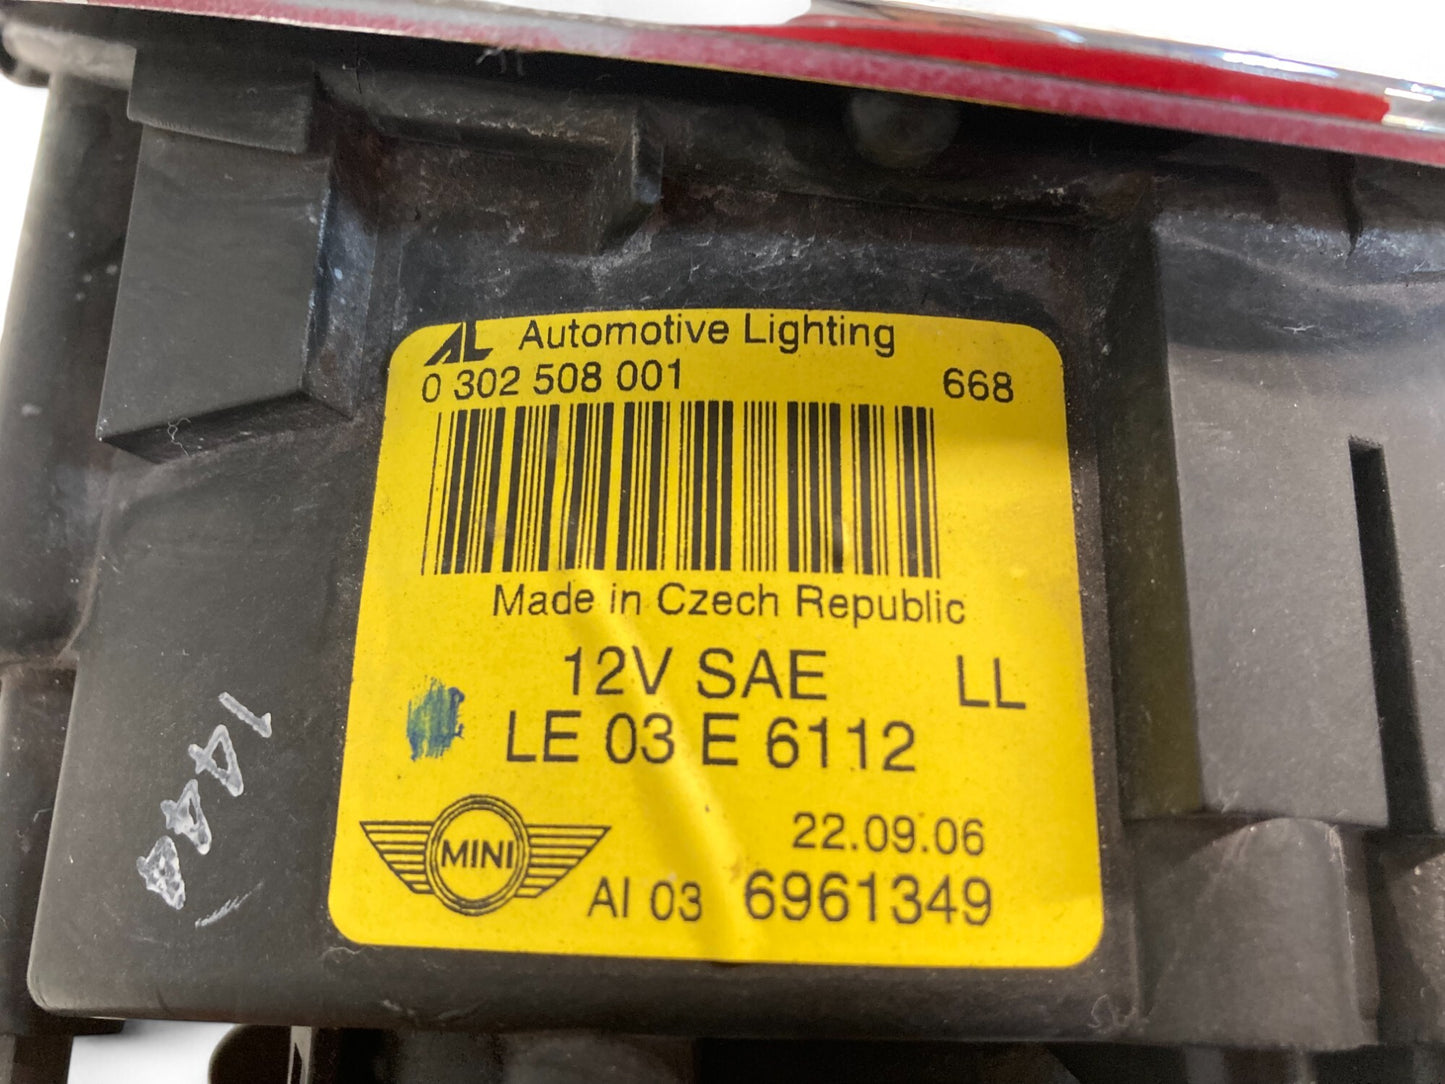 AL Automotive Lighting
0 302 508 001 668
Made in Czech Republic
12V SAE LL
LE 03 E 6112
22.09.06
MINI
AI 03 6961349